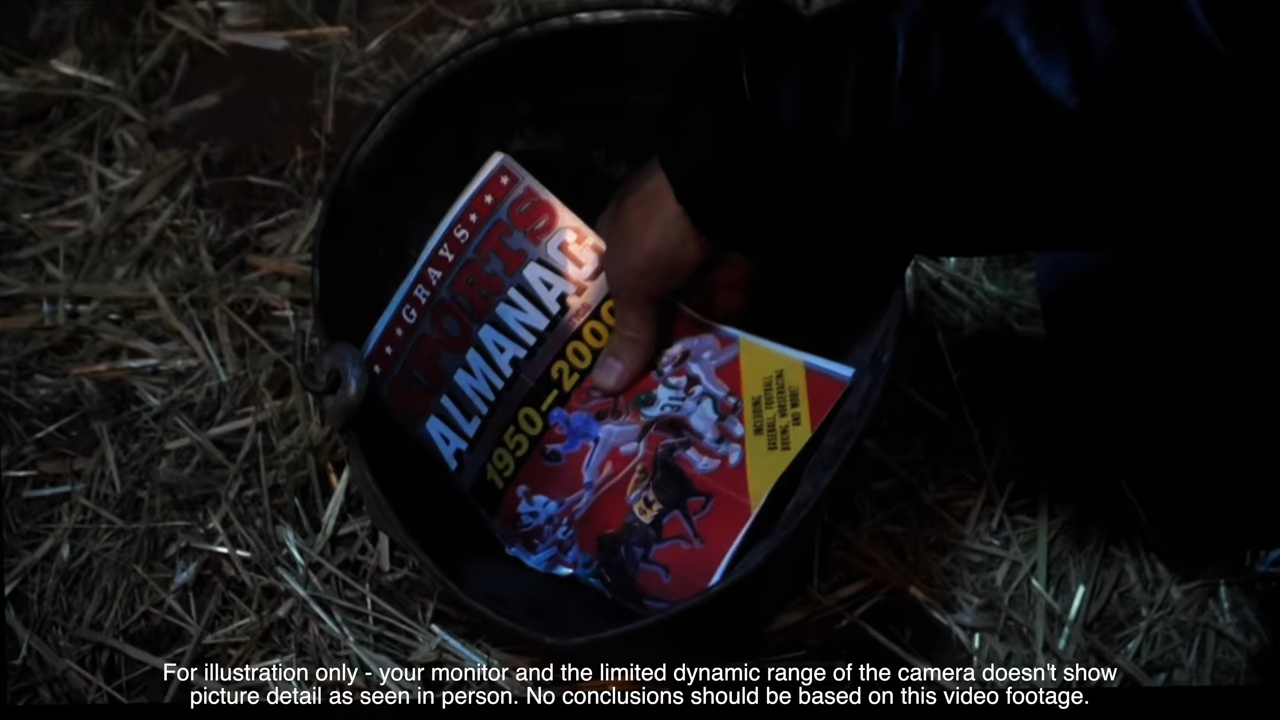 ***GRAYS***
SPORTS
ALMANAC
1950-2000
INCLUDING
BASEBALL, FOOTBALL
BOXING, HORSERACING
AND MORE!
For illustration only - your monitor and the limited dynamic range of the camera doesn't show
picture detail as seen in person. No conclusions should be based on this video footage.